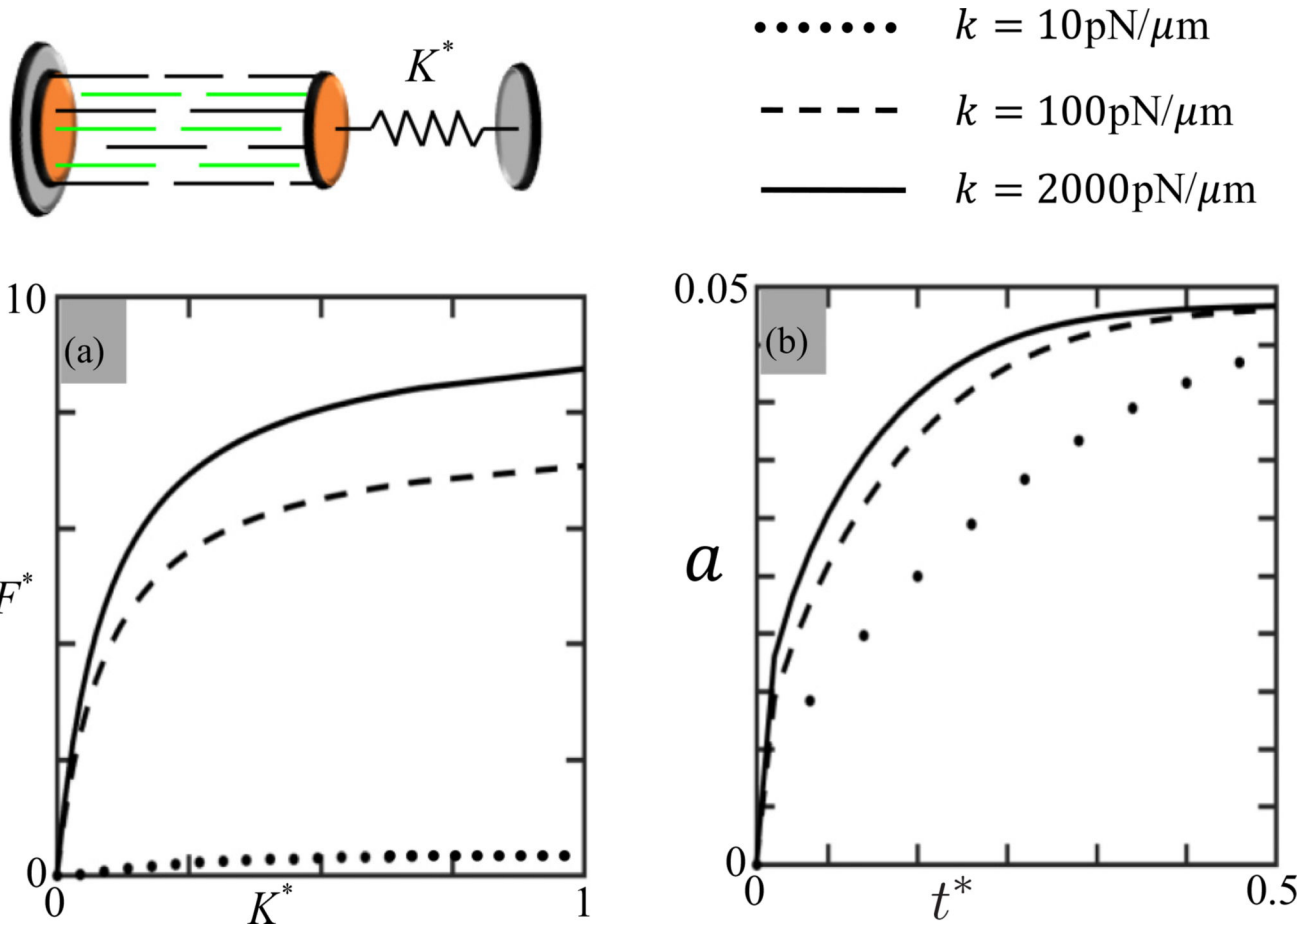 K*
k = 10pN/μm
k = 100pN/μm
k = 2000pN/μm
10
(a)
F*
0
0
K*
1
0.05
(b)
a
0
0
t*
0.5